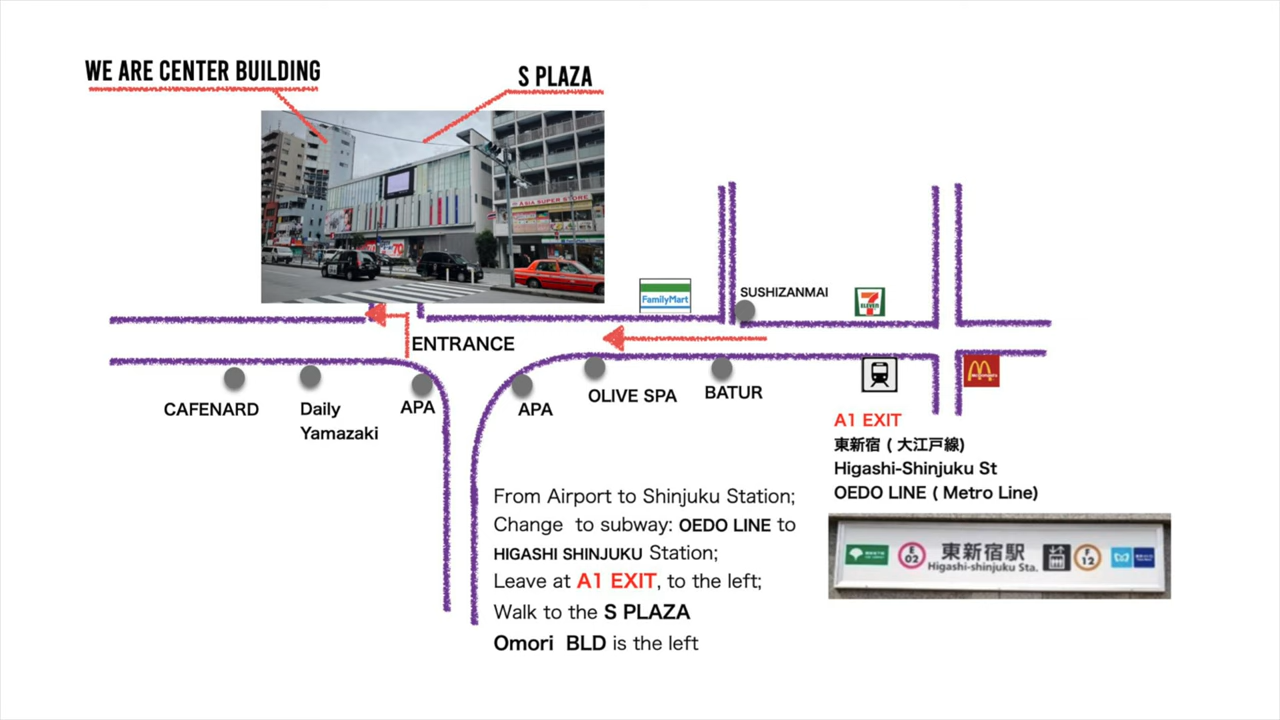 WE ARE CENTER BUILDING
S PLAZA
ASIA SUPER STORE
70
FamilyMart
SUSHIZANMAI
7
ELEVEN
ENTRANCE
CAFENARD
Daily
Yamazaki
APA
APA
OLIVE SPA
BATUR
A1 EXIT
東新宿 ( 大江戸線)
Higashi-Shinjuku St
OEDO LINE ( Metro Line)
E
02
東新宿駅
Higashi-shinjuku Sta.
F
12
From Airport to Shinjuku Station;
Change to subway: OEDO LINE to
HIGASHI SHINJUKU Station;
Leave at A1 EXIT, to the left;
Walk to the S PLAZA
Omori BLD is the left